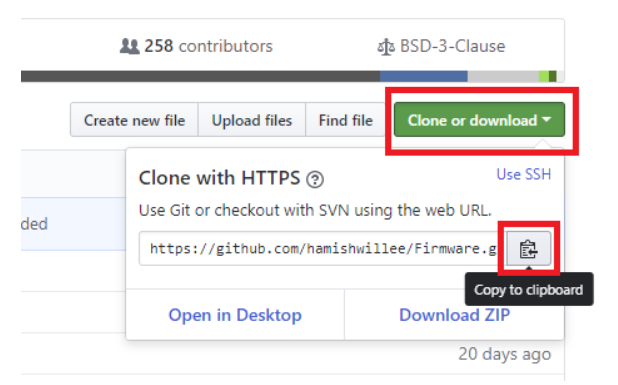 258 contributors BSD-3-Clause
Create new file Upload files Find file Clone or download
Clone with HTTPS Use SSH
ded
Use Git or checkout with SVN using the web URL.
https://github.com/hamishwillee/Firmware.g
Copy to clipboard
Open in Desktop Download ZIP
20 days ago